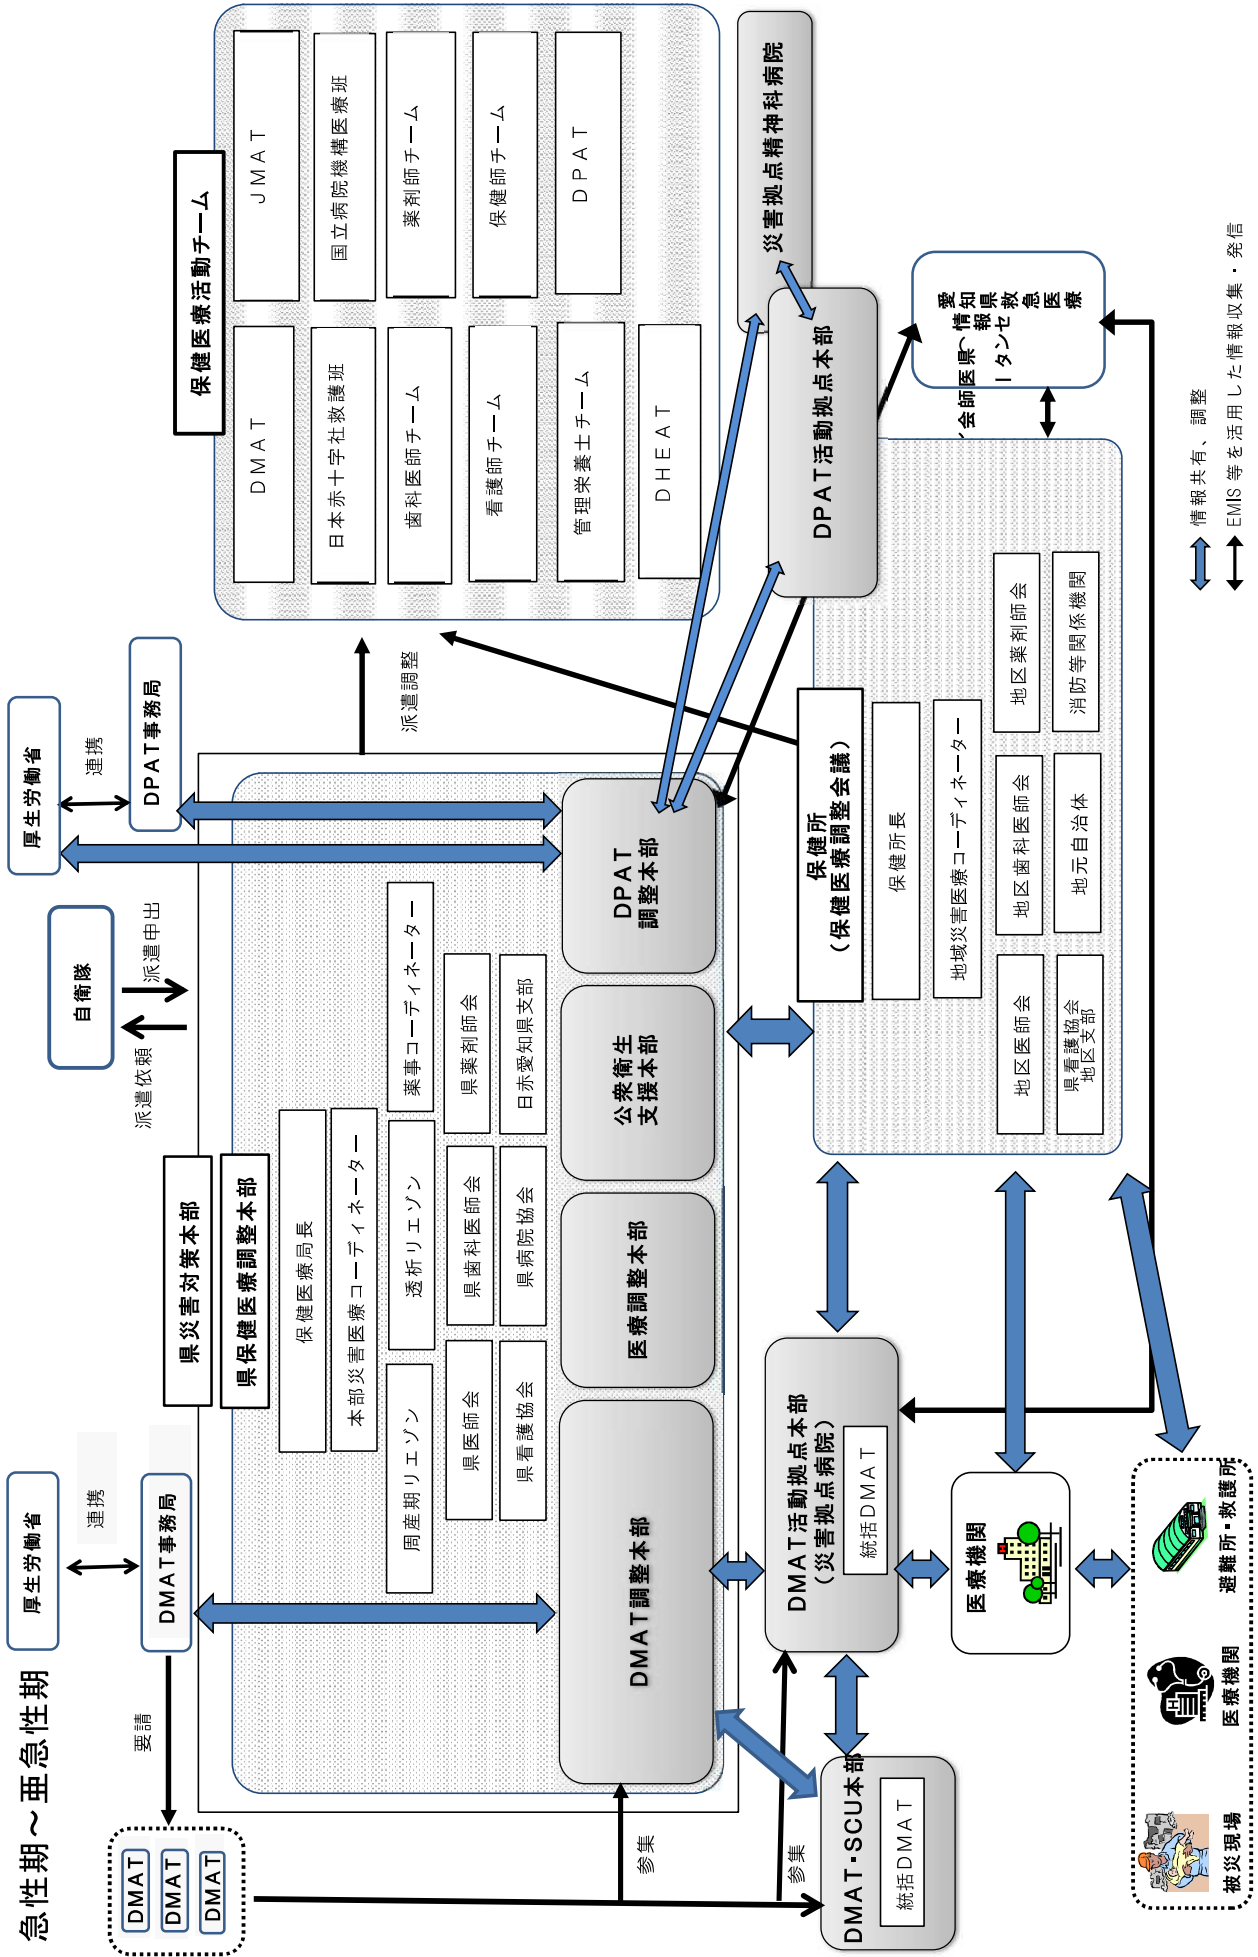 急性期～亜急性期
厚生労働省
連携
DMAT事務局
要請
DMAT
DMAT
DMAT
自衛隊
派遣依頼
派遣申出
厚生労働省
連携
DPAT事務局
県災害対策本部
県保健医療調整本部
保健医療局長
本部災害医療コーディネーター
周産期リエゾン
透析リエゾン
薬事コーディネーター
県医師会
県歯科医師会
県薬剤師会
県看護協会
県病院協会
日赤愛知県支部
DMAT調整本部
医療調整本部
公衆衛生
支援本部
DPAT
調整本部
派遣調整
保健医療活動チーム
DMAT
JMAT
日本赤十字社救護班
国立病院機構医療班
歯科医師チーム
薬剤師チーム
看護師チーム
保健師チーム
管理栄養士チーム
DPAT
DHEAT
災害拠点精神科病院
DPAT活動拠点本部
参集
参集
DMAT・SCU本部
統括DMAT
DMAT活動拠点本部
（災害拠点病院）
統括DMAT
医療機関
保健所
（保健医療調整会議）
保健所長
地域災害医療コーディネーター
地区医師会
地区歯科医師会
地区薬剤師会
県看護協会
地区支部
地元自治体
消防等関係機関
愛知県救急医療
情報センター
（県医師会）
被災現場
医療機関
避難所・救護所
情報共有、調整
EMIS 等を活用した情報収集・発信